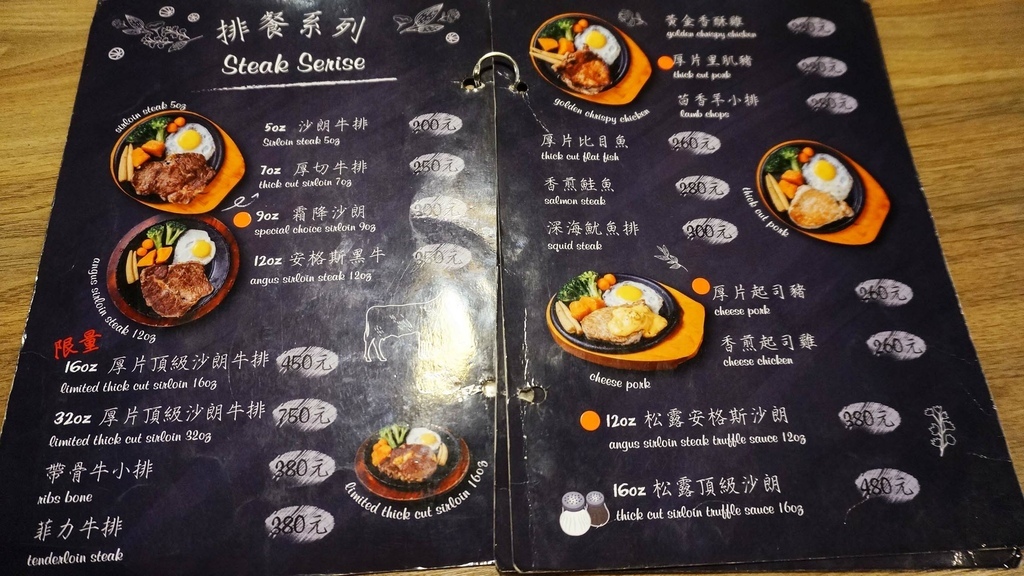 排餐系列
Steak Serise
sirloin steak 5oz
5oz 沙朗牛排 200元
Sirloin steak 5oz
7oz 厚切牛排 250元
thick cut sirloin 7oz
9oz 霜降沙朗
special choice sirloin 9oz
12oz 安格斯黑牛 350元
angus sirloin steak 12oz
angus sirloin steak 12oz
限量
16oz 厚片頂級沙朗牛排 450元
limited thick cut sirloin 16oz
32oz 厚片頂級沙朗牛排 750元
limited thick cut sirloin 32oz
帶骨牛小排 380元
ribs bone
菲力牛排 380元
tenderloin steak
limited thick cut sirloin 16oz
黃金香酥雞
golden chrispy chicken
厚片里肌豬
thick cut pork
茴香羊小排
lamb chops
golden chrispy chicken
厚片比目魚 260元
thick cut flat fish
香煎鮭魚 280元
salmon steak
深海魷魚排 200元
squid steak
thick cut pork
厚片起司豬 260元
cheese pork
香煎起司雞 260元
cheese chicken
cheese pork
12oz 松露安格斯沙朗 380元
angus sirloin steak truffle sauce 12oz
16oz 松露頂級沙朗 480元
thick cut sirloin truffle sauce 16oz